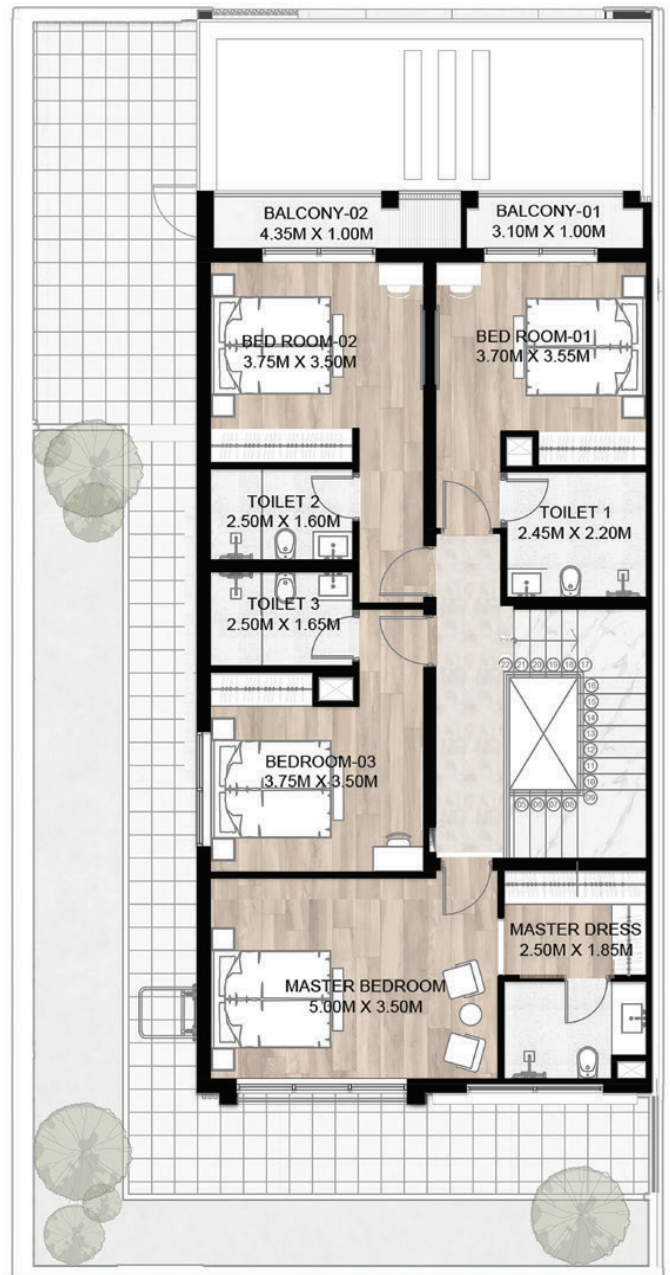 BALCONY-02
4.35M X 1.00M
BALCONY-01
3.10M X 1.00M
BED ROOM-02
3.75M X 3.50M
BED ROOM-01
3.70M X 3.55M
TOILET 2
2.50M X 1.60M
TOILET 1
2.45M X 2.20M
TOILET 3
2.50M X 1.65M
21 20 19 18 17
16
15
14
13
12
11
10
09
05 06 07 08
BEDROOM-03
3.75M X 3.50M
MASTER DRESS
2.50M X 1.85M
MASTER BEDROOM
5.00M X 3.50M